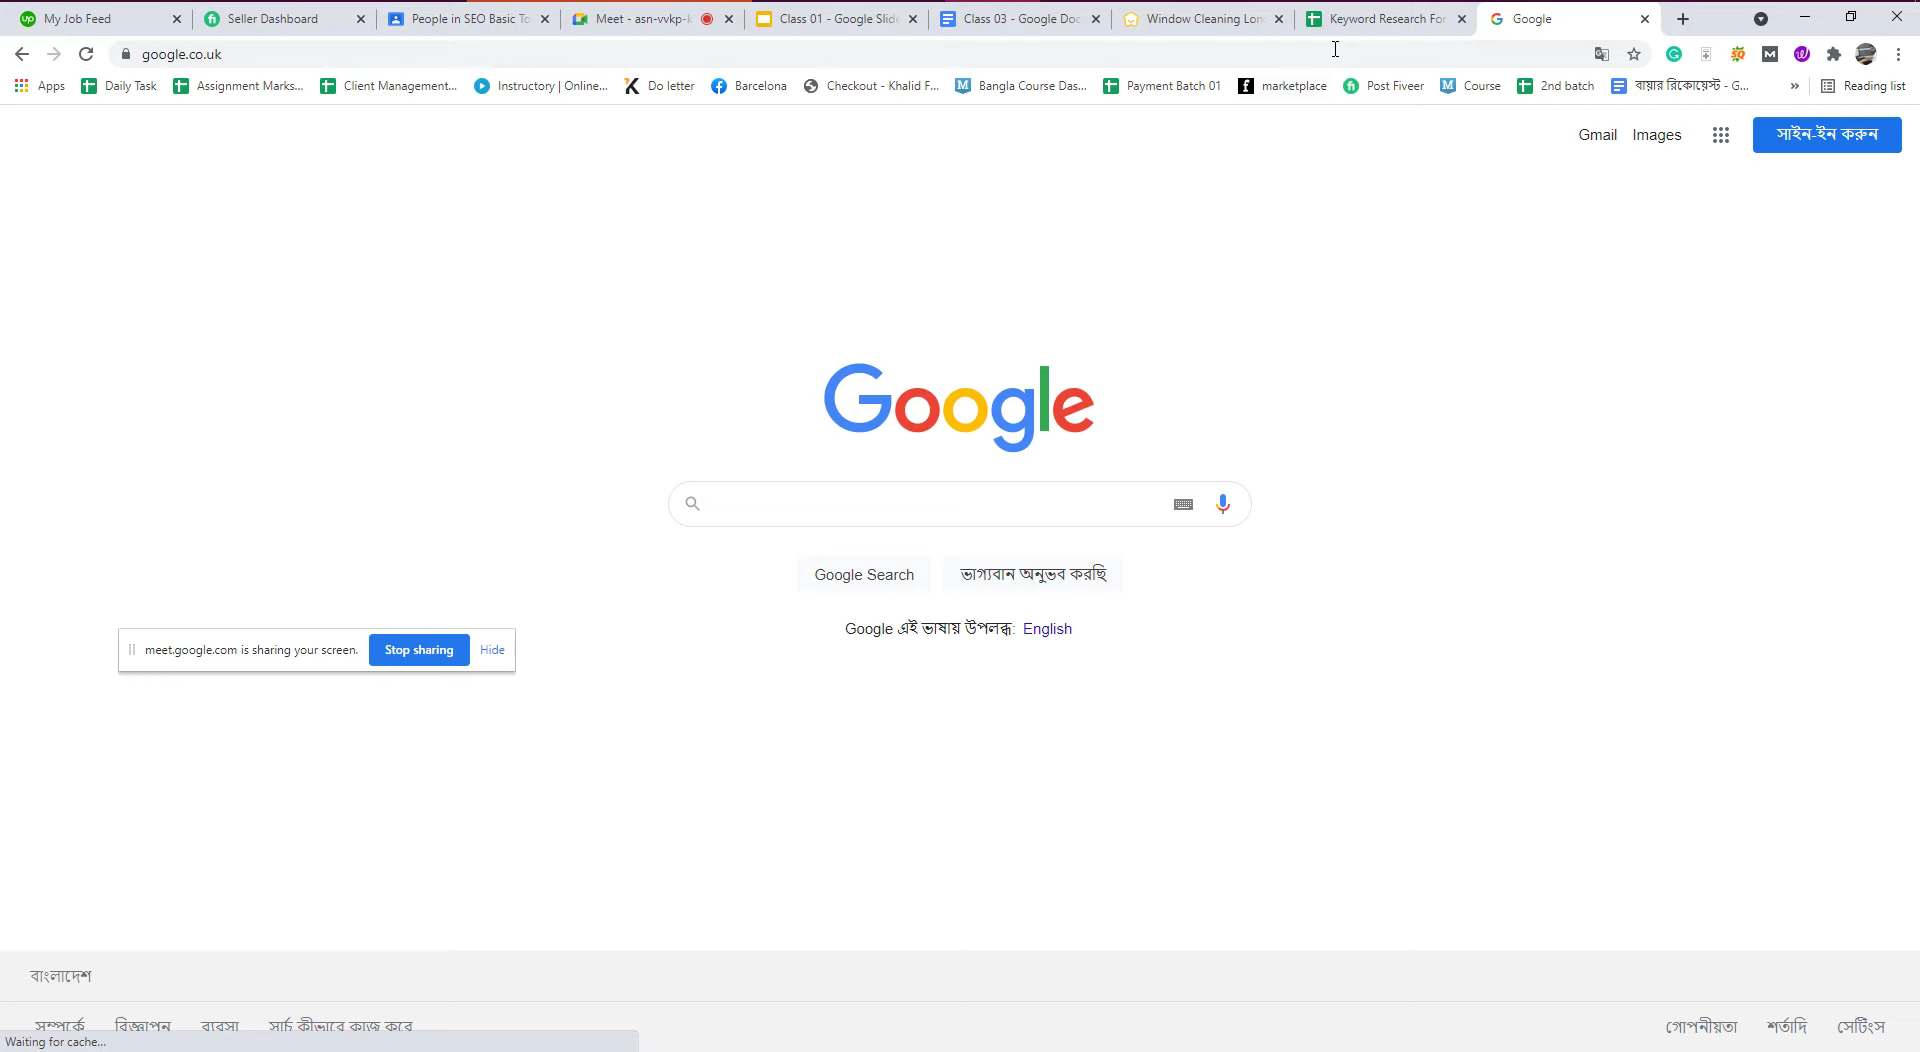 My Job Feed Seller Dashboard People in SEO Basic To Meet - asn-vvkp-k Class 01 - Google Slide Class 03 - Google Doc Window Cleaning Lon Keyword Research For Google
google.co.uk
Apps Daily Task Assignment Marks... Client Management... Instructory | Online... Do letter Barcelona Checkout - Khalid F... Bangla Course Das... Payment Batch 01 marketplace Post Fiveer Course 2nd batch বায়ার রিকোয়েস্ট - G... » Reading list
Gmail Images সাইন-ইন করুন
Google
Google Search ভাগ্যবান অনুভব করছি
Google এই ভাষায় উপলব্ধ: English
meet.google.com is sharing your screen. Stop sharing Hide
বাংলাদেশ
সম্পর্কে বিজ্ঞাপন ব্যবসা সার্চ কীভাবে কাজ করে গোপনীয়তা শর্তাদি সেটিংস
Waiting for cache...